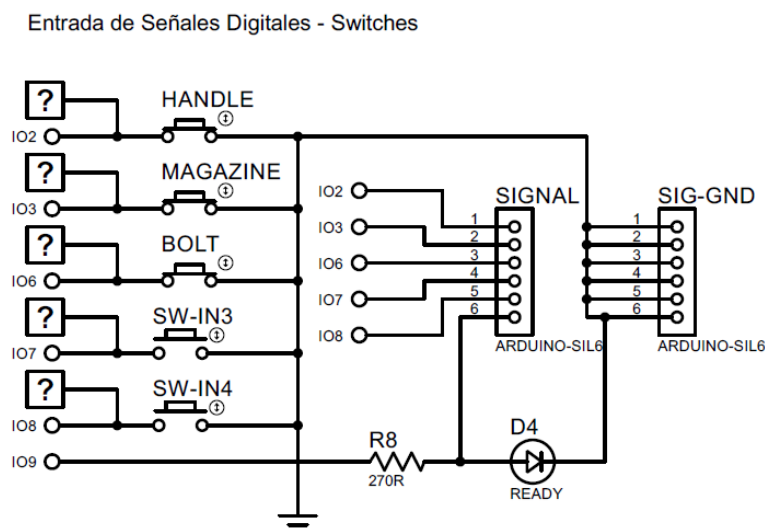 Entrada de Señales Digitales - Switches
?
HANDLE
IO2
?
MAGAZINE
IO3
?
BOLT
IO6
?
SW-IN3
IO7
?
SW-IN4
IO8
IO9
R8
270R
D4
READY
IO2
IO3
IO6
IO7
IO8
SIGNAL
1
2
3
4
5
6
ARDUINO-SIL6
SIG-GND
1
2
3
4
5
6
ARDUINO-SIL6